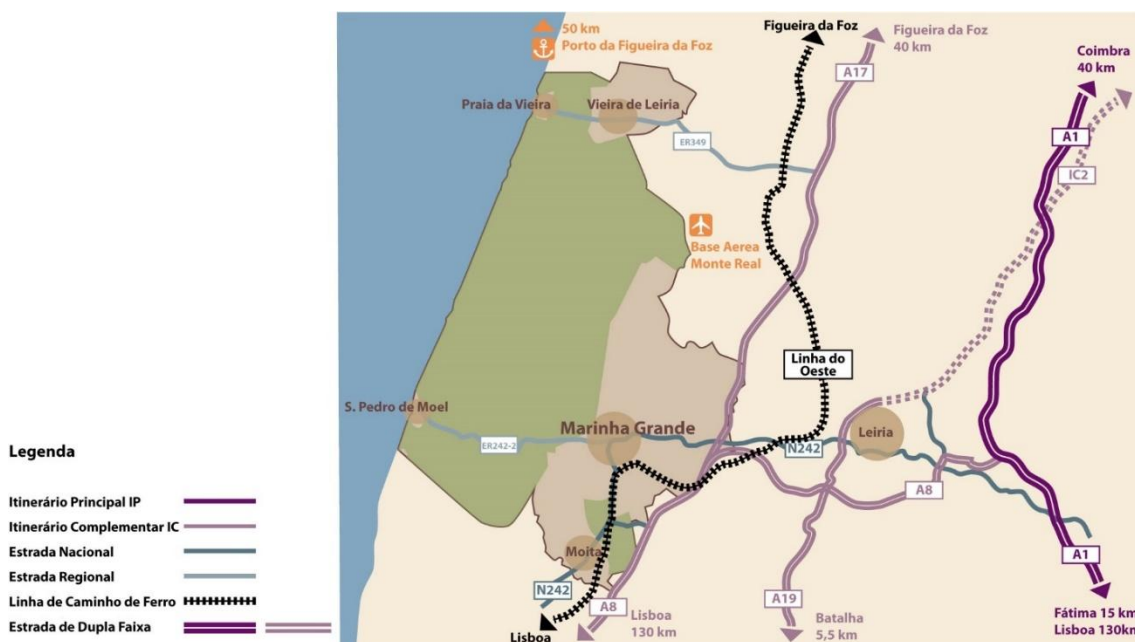 50 km
Porto da Figueira da Foz
Figueira da Foz
Figueira da Foz
40 km
A17
Coimbra
40 km
A1
IC2
Praia da Vieira
Vieira de Leiria
ER349
Base Aerea
Monte Real
Linha do
Oeste
S. Pedro de Moel
ER242-2
Marinha Grande
N242
Leiria
A8
Moita
N242
A8
Lisboa
Lisboa
130 km
A19
Batalha
5,5 km
A1
Fátima 15 km
Lisboa 130km
Legenda
Itinerário Principal IP
Itinerário Complementar IC
Estrada Nacional
Estrada Regional
Linha de Caminho de Ferro
Estrada de Dupla Faixa